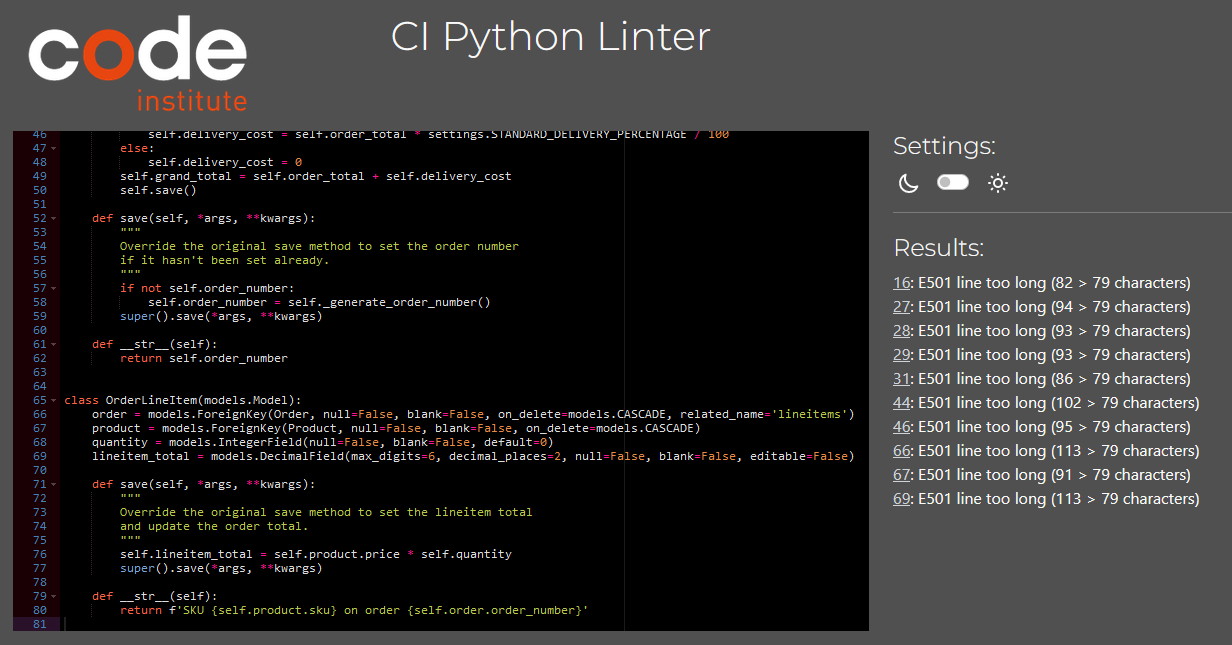 code
institute
CI Python Linter
46 self.delivery_cost = self.order_total * settings.STANDARD_DELIVERY_PERCENTAGE / 100
47 else:
48 self.delivery_cost = 0
49 self.grand_total = self.order_total + self.delivery_cost
50 self.save()
51
52 def save(self, *args, **kwargs):
53 """
54 Override the original save method to set the order number
55 if it hasn't been set already.
56 """
57 if not self.order_number:
58 self.order_number = self._generate_order_number()
59 super().save(*args, **kwargs)
60
61 def __str__(self):
62 return self.order_number
63
64
65 class OrderLineItem(models.Model):
66 order = models.ForeignKey(Order, null=False, blank=False, on_delete=models.CASCADE, related_name='lineitems')
67 product = models.ForeignKey(Product, null=False, blank=False, on_delete=models.CASCADE)
68 quantity = models.IntegerField(null=False, blank=False, default=0)
69 lineitem_total = models.DecimalField(max_digits=6, decimal_places=2, null=False, blank=False, editable=False)
70
71 def save(self, *args, **kwargs):
72 """
73 Override the original save method to set the lineitem total
74 and update the order total.
75 """
76 self.lineitem_total = self.product.price * self.quantity
77 super().save(*args, **kwargs)
78
79 def __str__(self):
80 return f'SKU {self.product.sku} on order {self.order.order_number}'
81
Settings:
Results:
16: E501 line too long (82 > 79 characters)
27: E501 line too long (94 > 79 characters)
28: E501 line too long (93 > 79 characters)
29: E501 line too long (93 > 79 characters)
31: E501 line too long (86 > 79 characters)
44: E501 line too long (102 > 79 characters)
46: E501 line too long (95 > 79 characters)
66: E501 line too long (113 > 79 characters)
67: E501 line too long (91 > 79 characters)
69: E501 line too long (113 > 79 characters)